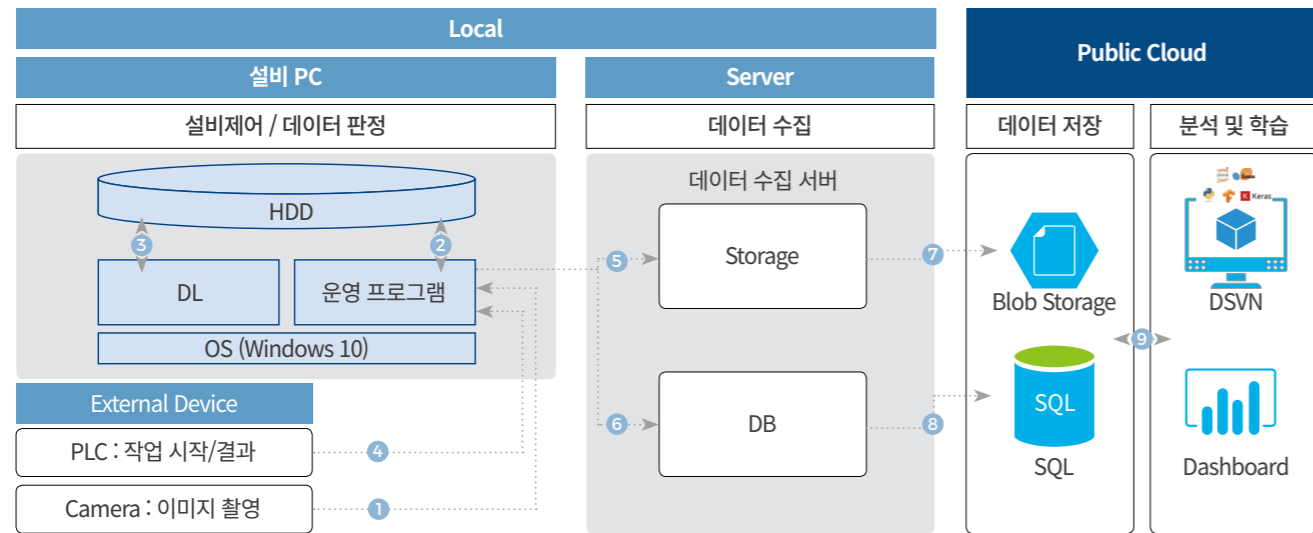 Local
Public Cloud
설비 PC
Server
설비제어 / 데이터 판정
데이터 수집
데이터 저장
분석 및 학습
데이터 수집 서버
HDD
Keras
3
2
5
Storage
7
DL
운영 프로그램
Blob Storage
DSVN
OS (Windows 10)
9
External Device
SQL
6
DB
8
PLC : 작업 시작/결과
4
SQL
Dashboard
Camera : 이미지 촬영
1